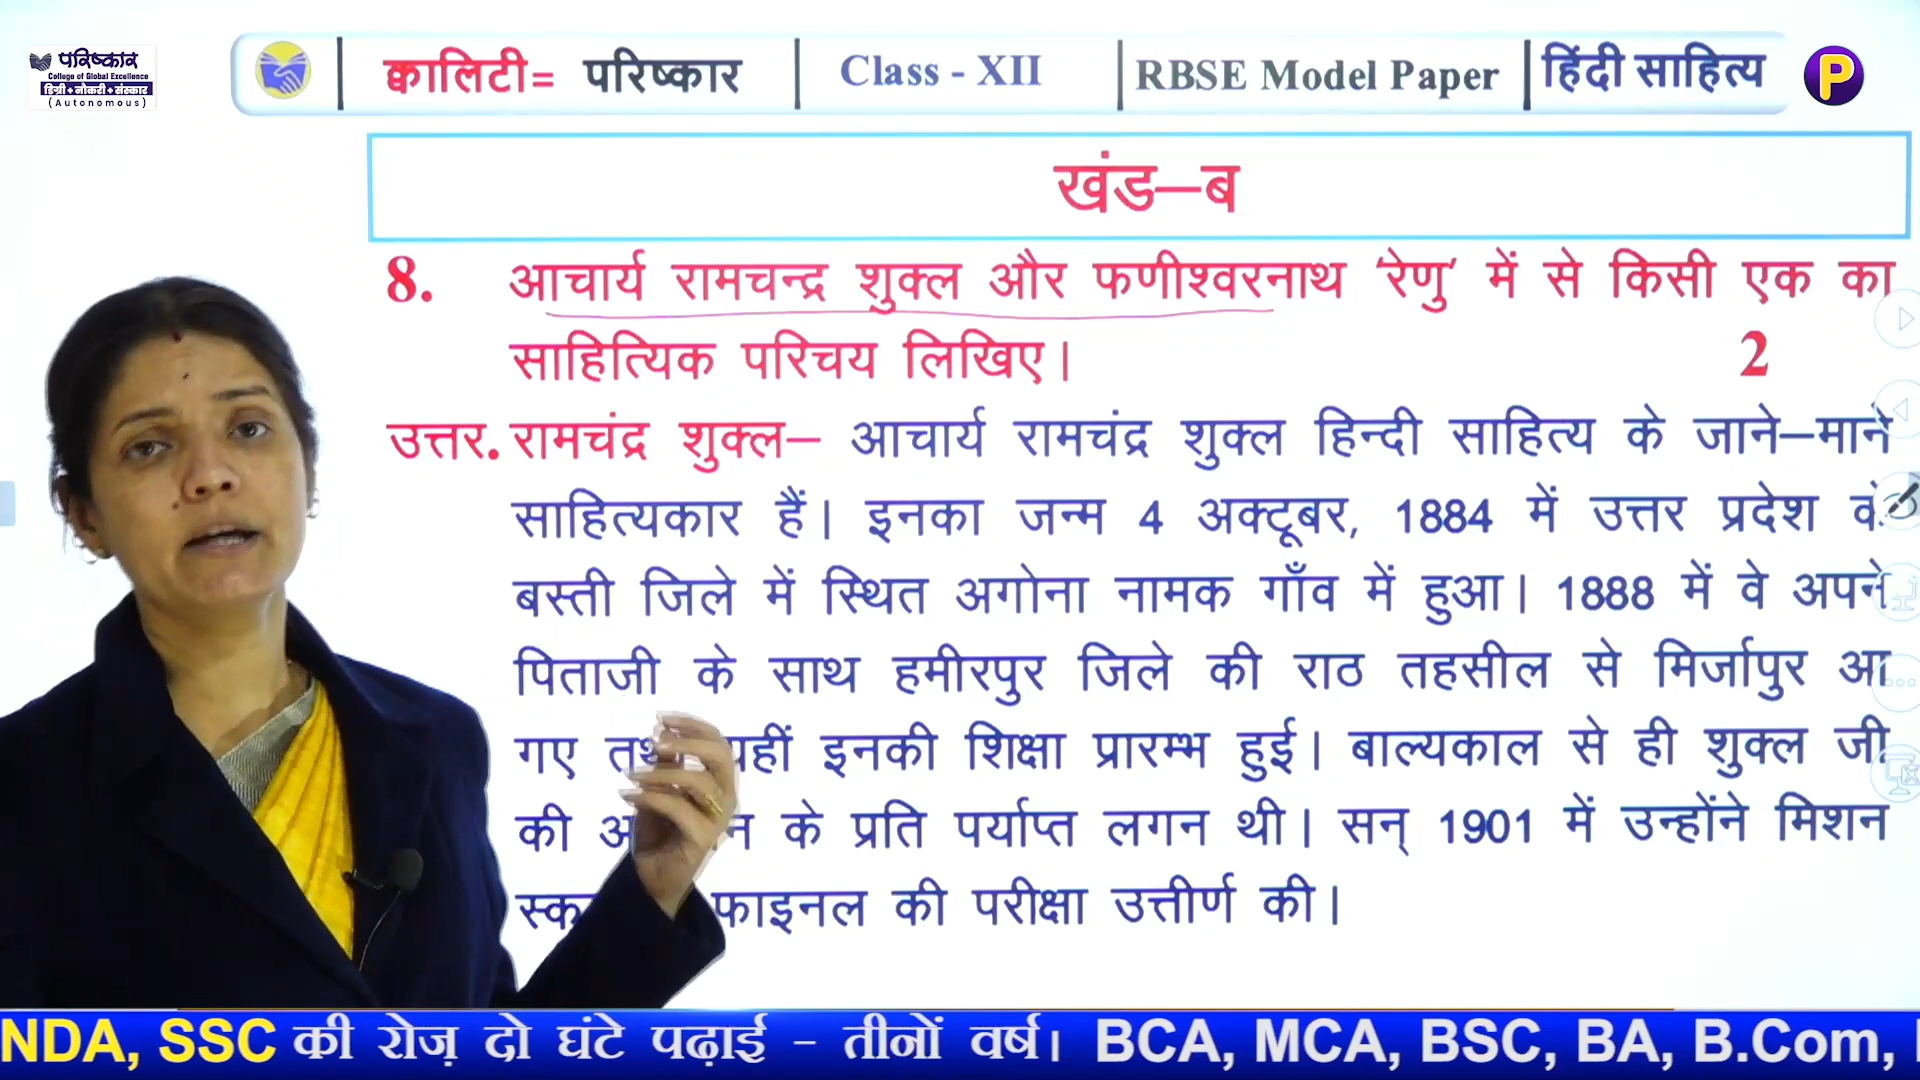 परिष्कार
College of Global Excellence
डिग्री + नौकरी + संस्कार
(Autonomous)
क्वालिटी= परिष्कार
Class - XII
RBSE Model Paper
हिंदी साहित्य
P
खंड–ब
8. आचार्य रामचन्द्र शुक्ल और फणीश्वरनाथ 'रेणु' में से किसी एक का
साहित्यिक परिचय लिखिए। 2
उत्तर. रामचंद्र शुक्ल– आचार्य रामचंद्र शुक्ल हिन्दी साहित्य के जाने–माने
साहित्यकार हैं। इनका जन्म 4 अक्टूबर, 1884 में उत्तर प्रदेश
बस्ती जिले में स्थित अगोना नामक गाँव में हुआ। 1888 में वे अपने
पिताजी के साथ हमीरपुर जिले की राठ तहसील से मिर्जापुर आ
गए इनकी शिक्षा प्रारम्भ हुई। बाल्यकाल से ही शुक्ल जी
की के प्रति पर्याप्त लगन थी। सन् 1901 में उन्होंने मिशन
फाइनल की परीक्षा उत्तीर्ण की।
NDA, SSC की रोज़ दो घंटे पढ़ाई - तीनों वर्ष। BCA, MCA, BSC, BA, B.Com,